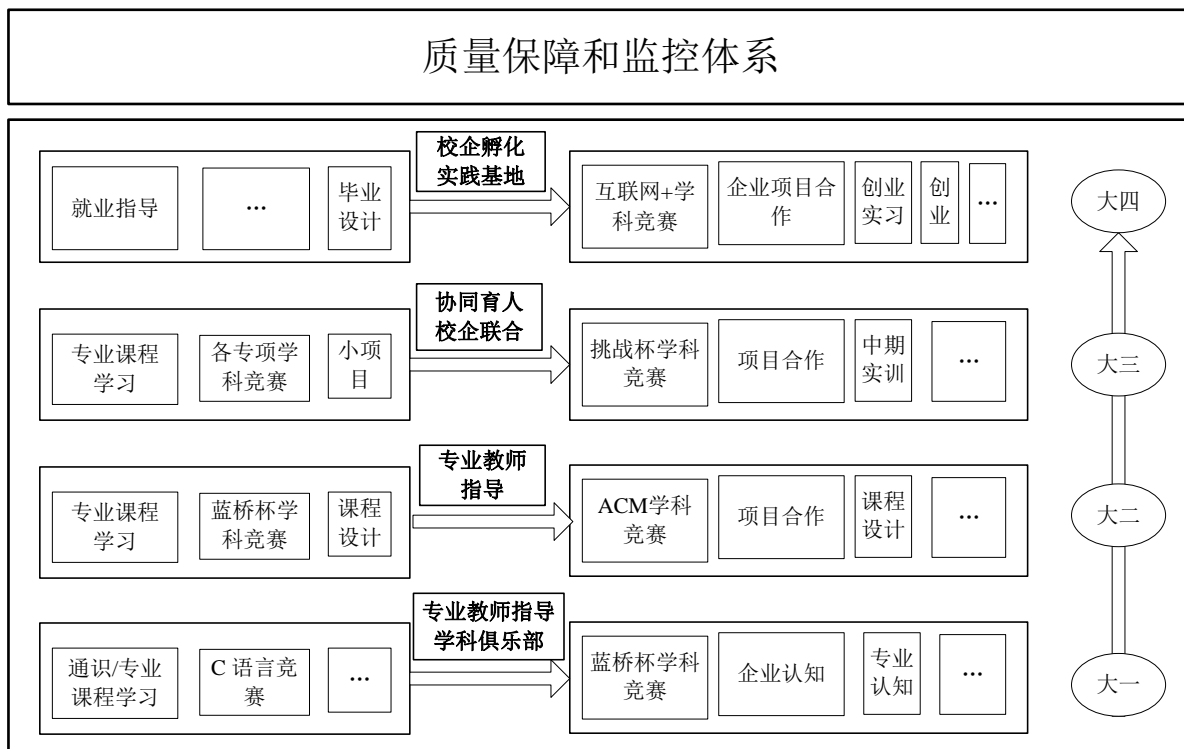 质量保障和监控体系
校企孵化
实践基地
就业指导
...
毕业
设计
互联网+学
科竞赛
企业项目合
作
创业
实习
创
业
...
大四
协同育人
校企联合
专业课程
学习
各专项学
科竞赛
小项
目
挑战杯学科
竞赛
项目合作
中期
实训
...
大三
专业教师
指导
专业课程
学习
蓝桥杯学
科竞赛
课程
设计
ACM学科
竞赛
项目合作
课程
设计
...
大二
专业教师指导
学科俱乐部
通识/专业
课程学习
C 语言竞
赛
...
蓝桥杯学科
竞赛
企业认知
专业
认知
...
大一